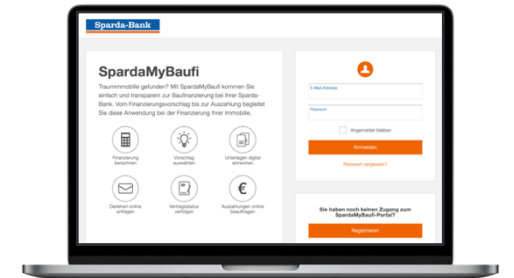 Sparda-Bank
SpardaMyBaufi
Traumimmobilie gefunden? Mit SpardaMyBaufi kommen Sie
einfach und transparent zur Baufinanzierung bei Ihrer Sparda-
Bank. Vom Finanzierungsvorschlag bis zur Auszahlung begleitet
Sie diese Anwendung bei der Finanzierung Ihrer Immobilie.
Finanzierung
berechnen
Vorschlag
auswählen
Unterlagen digital
einreichen
Darlehen online
anfragen
Vertragsstatus
verfolgen
Auszahlungen online
beauftragen
E-Mail-Adresse
Passwort
Angemeldet bleiben
Anmelden
Passwort vergessen?
Sie haben noch keinen Zugang zum
SpardaMyBaufi-Portal?
Registrieren